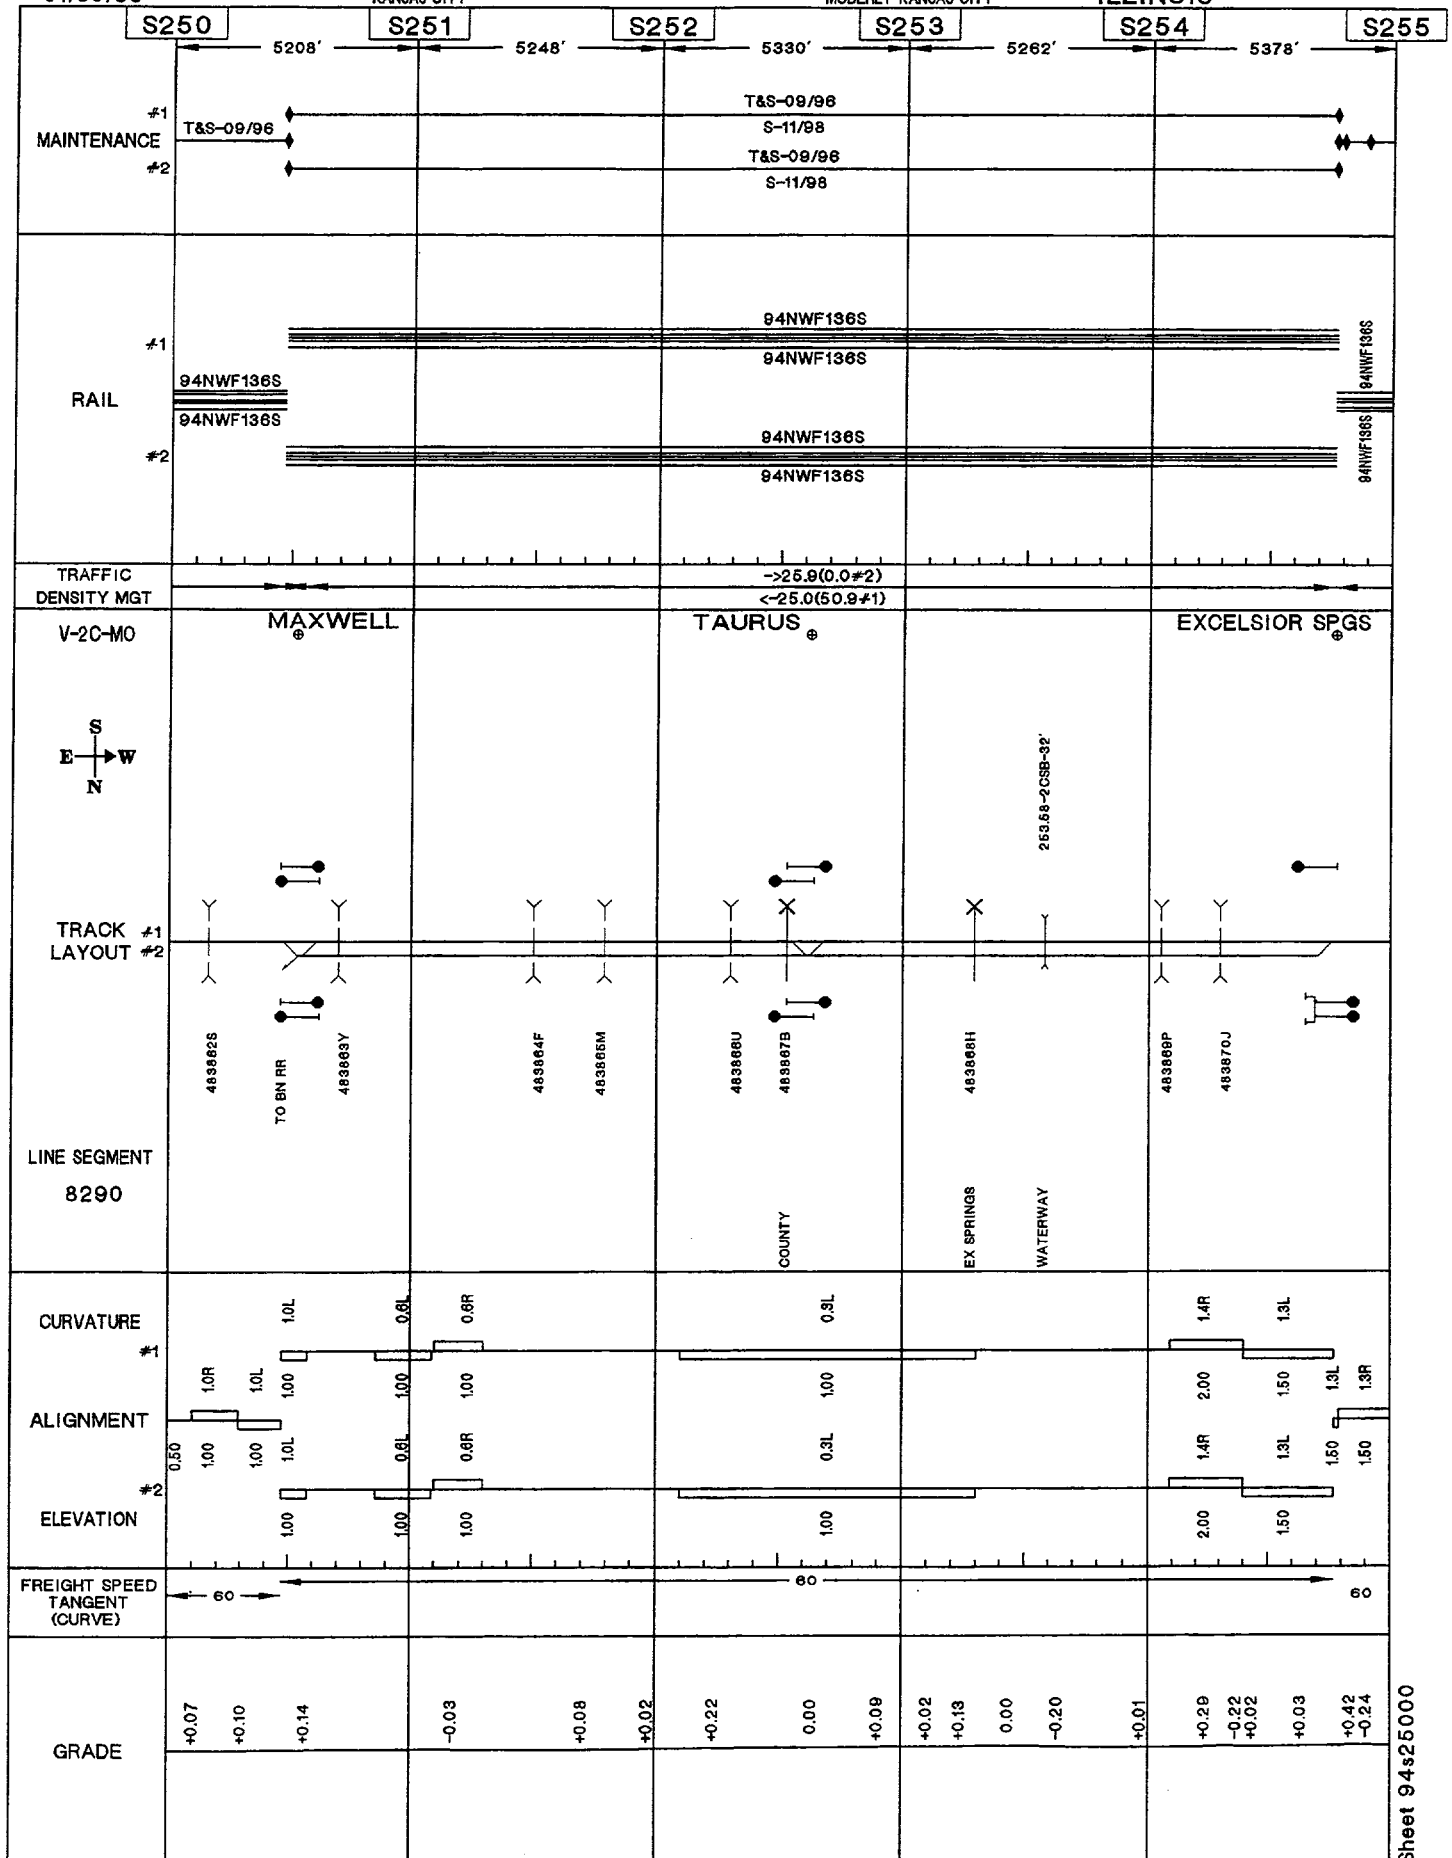 S250 S251 S252 S253 S254 S255
5208' 5248' 5330' 5262' 5378'
MAINTENANCE
#1
#2
T&S-09/96
T&S-09/96
S-11/98
T&S-09/96
S-11/98
RAIL
#1
#2
94NWF136S
94NWF136S
94NWF136S
94NWF136S
94NWF136S
94NWF136S
94NWF136S
94NWF136S
TRAFFIC
DENSITY MGT
->25.9(0.0#2)
<-25.0(50.9#1)
V-2C-MO
MAXWELL TAURUS EXCELSIOR SPGS
S
E W
N
253.58-2CSB-32'
TRACK #1
LAYOUT #2
483862S
TO BN RR
483863Y
483864F
483865M
483866U
483867B
483868H
483869P
483870J
LINE SEGMENT
8290
COUNTY
EX SPRINGS
WATERWAY
CURVATURE
#1
1.0L 0.6L 0.6R 0.3L 1.4R 1.3L
1.0R 1.0L 1.00 1.00 1.00 1.00 2.00 1.50 1.3L 1.3R
ALIGNMENT
0.50 1.00 1.00 1.0L 0.6L 0.6R 0.3L 1.4R 1.3L 1.50 1.50
#2
ELEVATION
1.00 1.00 1.00 1.00 2.00 1.50
FREIGHT SPEED
TANGENT
(CURVE)
60 60 60
GRADE
+0.07 +0.10 +0.14 -0.03 +0.08 +0.02 +0.22 0.00 +0.09 +0.02 +0.13 0.00 -0.20 +0.01 +0.29 -0.22 +0.02 +0.03 +0.42 -0.24
Sheet 94s25000